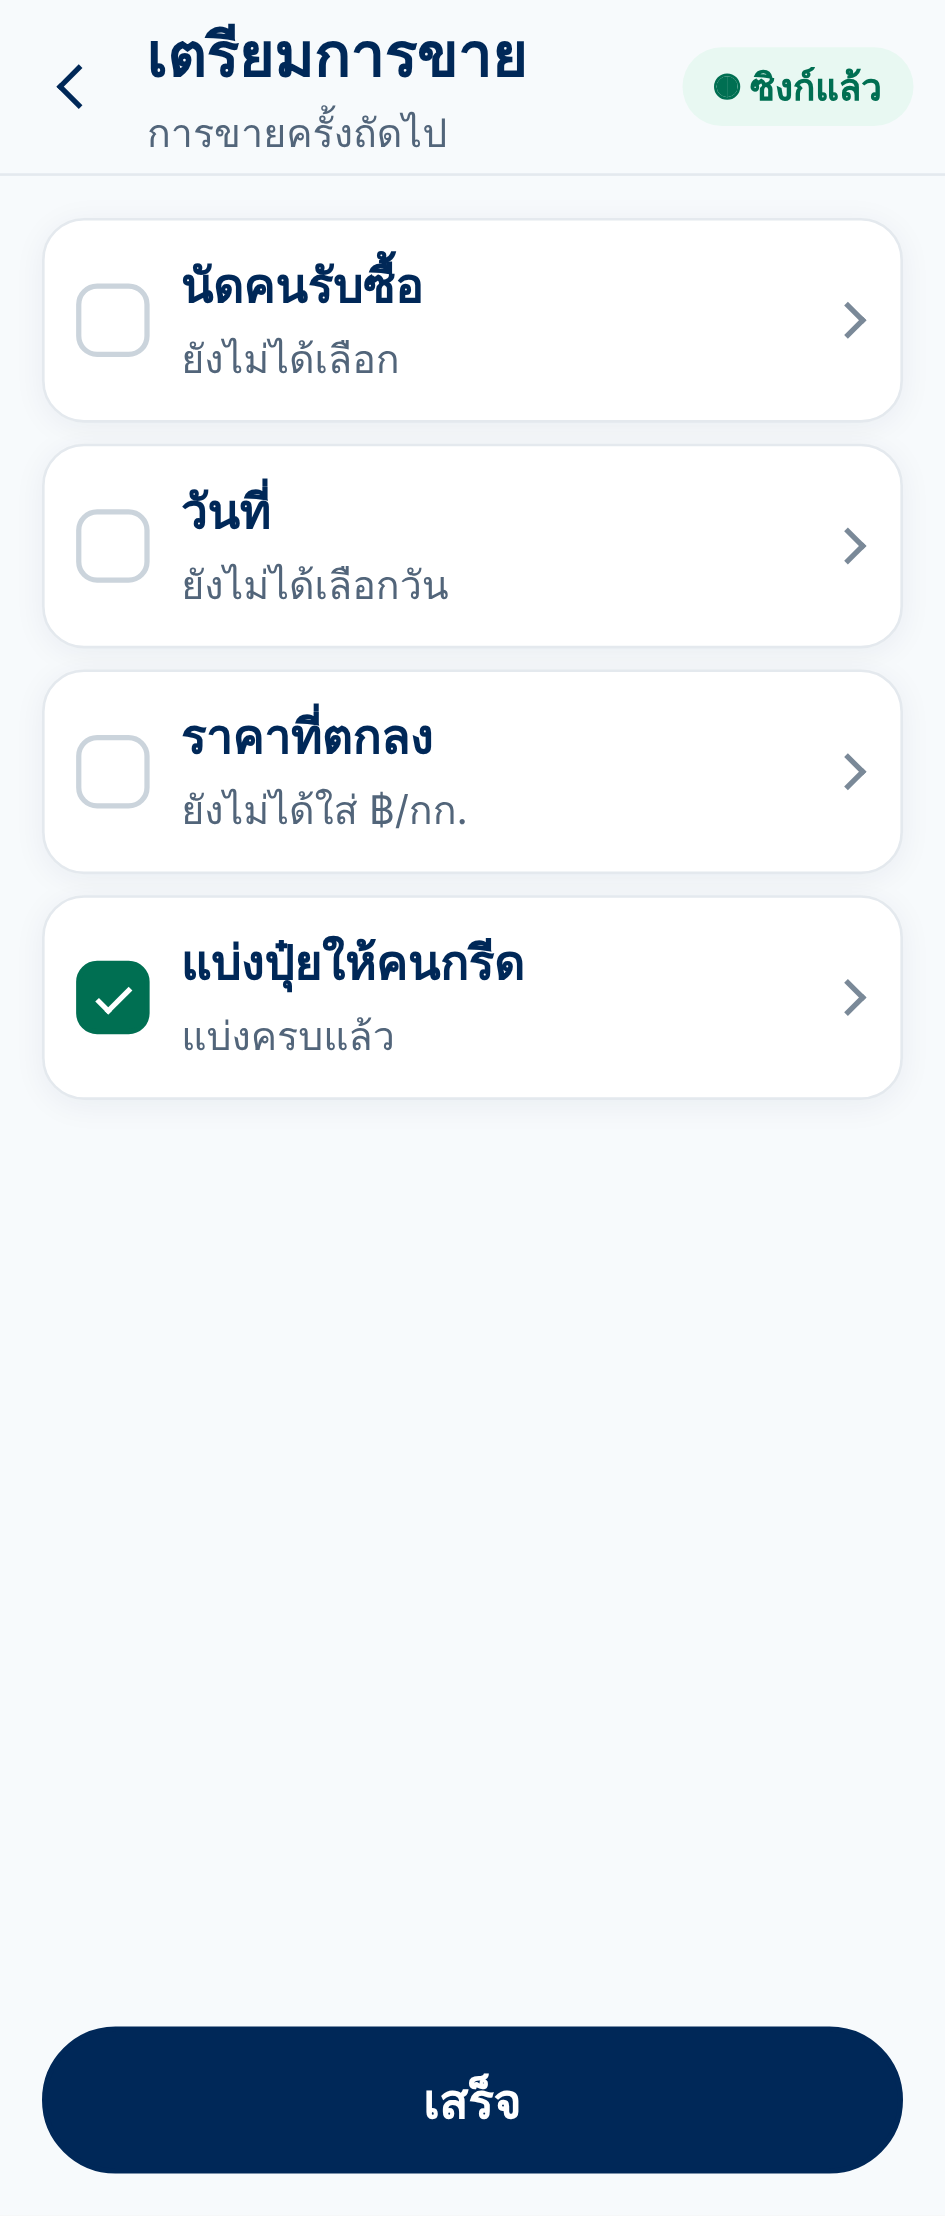 เตรียมการขาย
การขายครั้งถัดไป
ซิงก์แล้ว
นัดคนรับซื้อ
ยังไม่ได้เลือก
วันที่
ยังไม่ได้เลือกวัน
ราคาที่ตกลง
ยังไม่ได้ใส่ ฿/กก.
แบ่งปุ๋ยให้คนกรีด
แบ่งครบแล้ว
เสร็จ